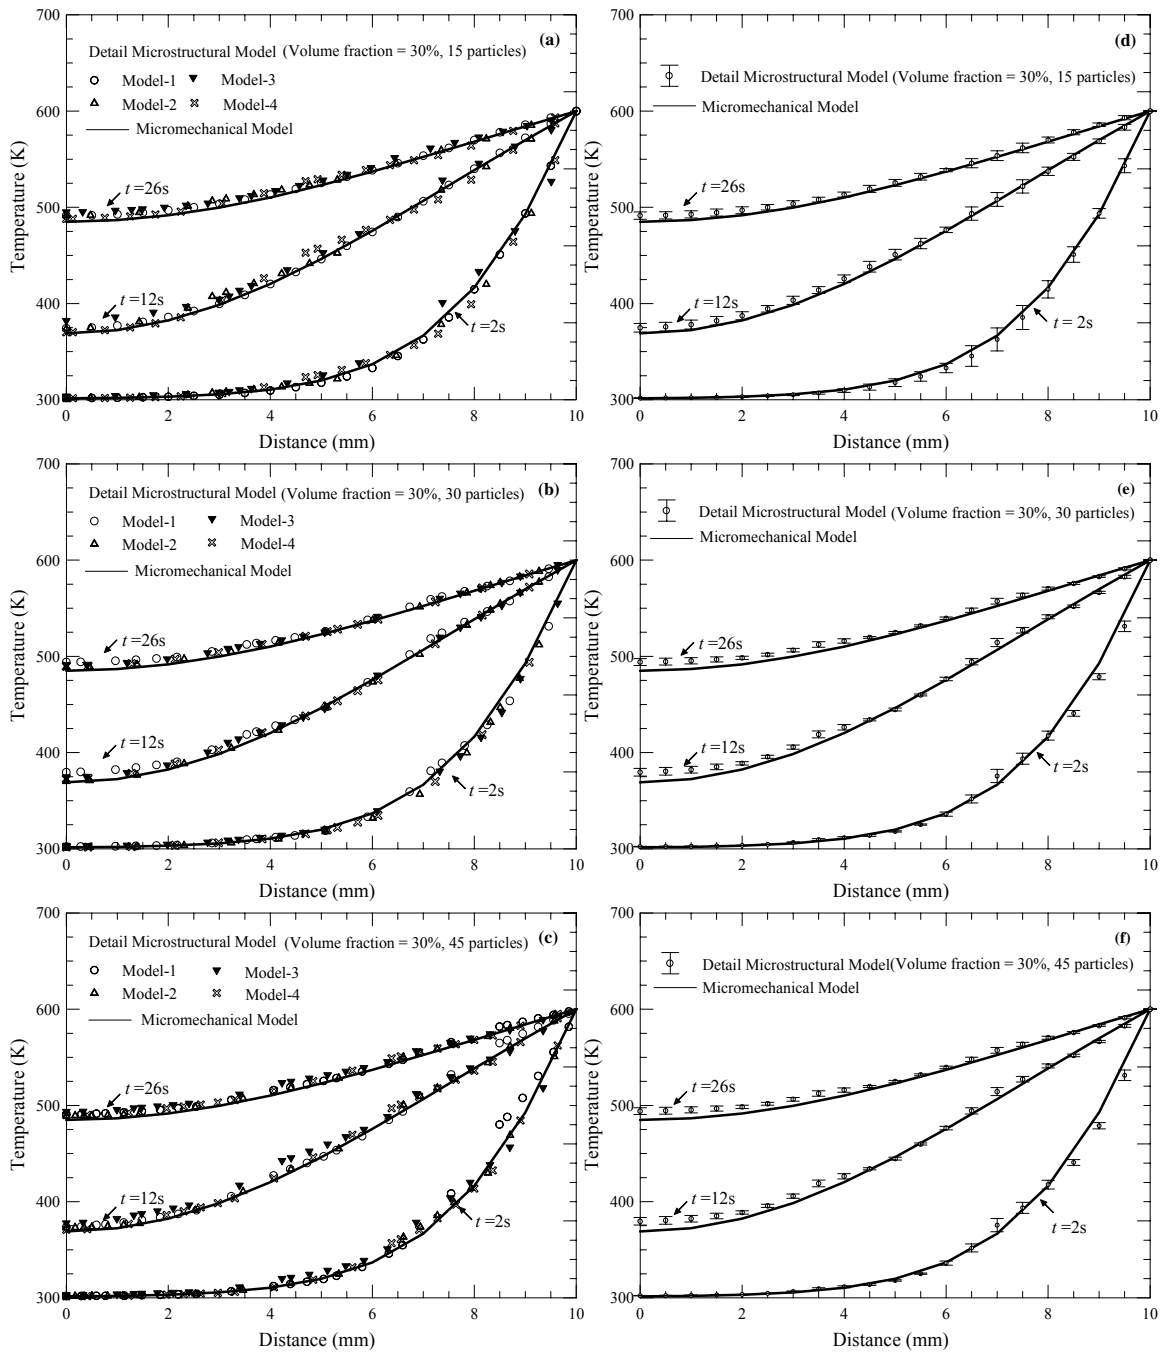 700
600
500
400
300
Temperature (K)
(a)
Detail Microstructural Model (Volume fraction = 30%, 15 particles)
Model-1 Model-3
Model-2 Model-4
Micromechanical Model
t =26s
t =12s
t =2s
0 2 4 6 8 10
Distance (mm)
700
600
500
400
300
Temperature (K)
(d)
Detail Microstructural Model (Volume fraction = 30%, 15 particles)
Micromechanical Model
t =26s
t =12s
t =2s
0 2 4 6 8 10
Distance (mm)
700
600
500
400
300
Temperature (K)
(b)
Detail Microstructural Model (Volume fraction = 30%, 30 particles)
Model-1 Model-3
Model-2 Model-4
Micromechanical Model
t =26s
t =12s
t =2s
0 2 4 6 8 10
Distance (mm)
700
600
500
400
300
Temperature (K)
(e)
Detail Microstructural Model (Volume fraction = 30%, 30 particles)
Micromechanical Model
t =26s
t =12s
t =2s
0 2 4 6 8 10
Distance (mm)
700
600
500
400
300
Temperature (K)
(c)
Detail Microstructural Model (Volume fraction = 30%, 45 particles)
Model-1 Model-3
Model-2 Model-4
Micromechanical Model
t =26s
t =12s
t =2s
0 2 4 6 8 10
Distance (mm)
700
600
500
400
300
Temperature (K)
(f)
Detail Microstructural Model(Volume fraction = 30%, 45 particles)
Micromechanical Model
t =26s
t =12s
t =2s
0 2 4 6 8 10
Distance (mm)